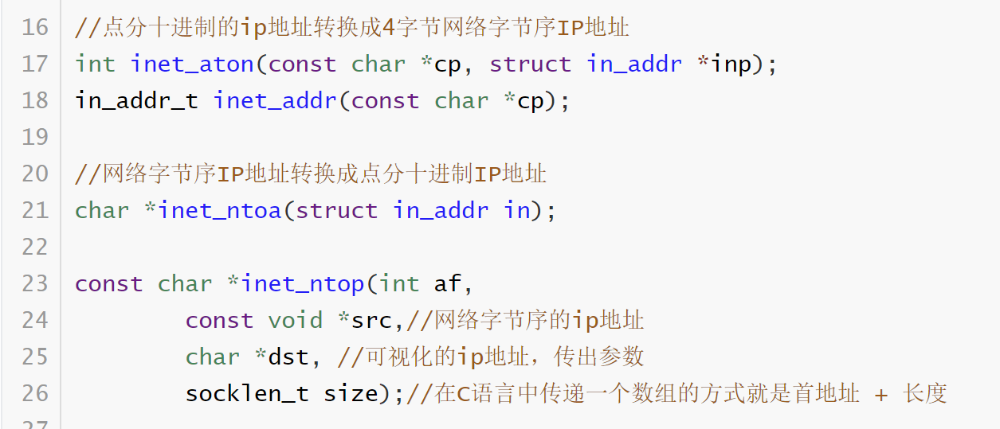 16 //点分十进制的ip地址转换成4字节网络字节序IP地址
17 int inet_aton(const char *cp, struct in_addr *inp);
18 in_addr_t inet_addr(const char *cp);
19
20 //网络字节序IP地址转换成点分十进制IP地址
21 char *inet_ntoa(struct in_addr in);
22
23 const char *inet_ntop(int af,
24 const void *src,//网络字节序的ip地址
25 char *dst, //可视化的ip地址，传出参数
26 socklen_t size);//在C语言中传递一个数组的方式就是首地址 + 长度
27